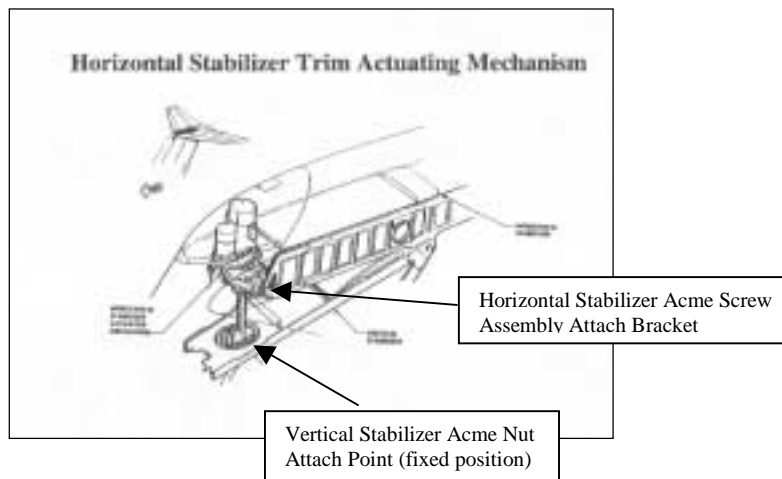 Horizontal Stabilizer Trim Actuating Mechanism
Horizontal Stabilizer Acme Screw
Assembly Attach Bracket
Vertical Stabilizer Acme Nut
Attach Point (fixed position)